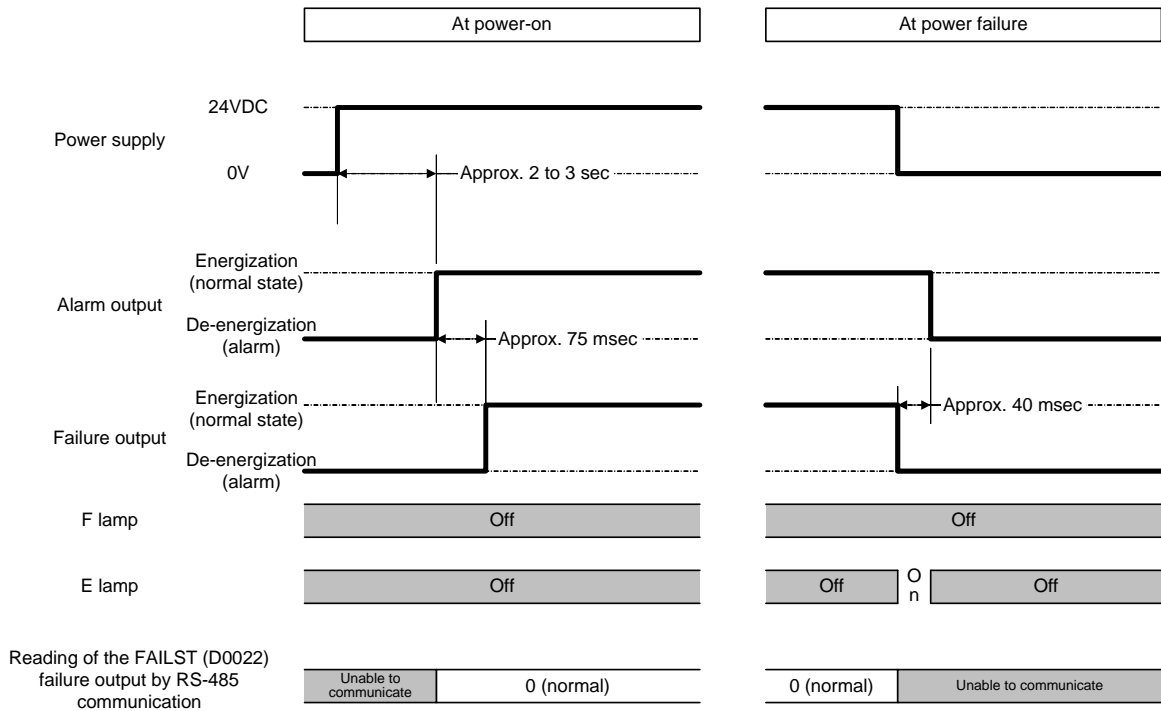 At power-on
At power failure
24VDC
Power supply
0V
Approx. 2 to 3 sec
Energization
(normal state)
Alarm output
De-energization
(alarm)
Approx. 75 msec
Energization
(normal state)
Approx. 40 msec
Failure output
De-energization
(alarm)
F lamp
Off
Off
E lamp
Off
Off
O
n
Off
Reading of the FAILST (D0022)
failure output by RS-485
communication
Unable to
communicate
0 (normal)
0 (normal)
Unable to communicate